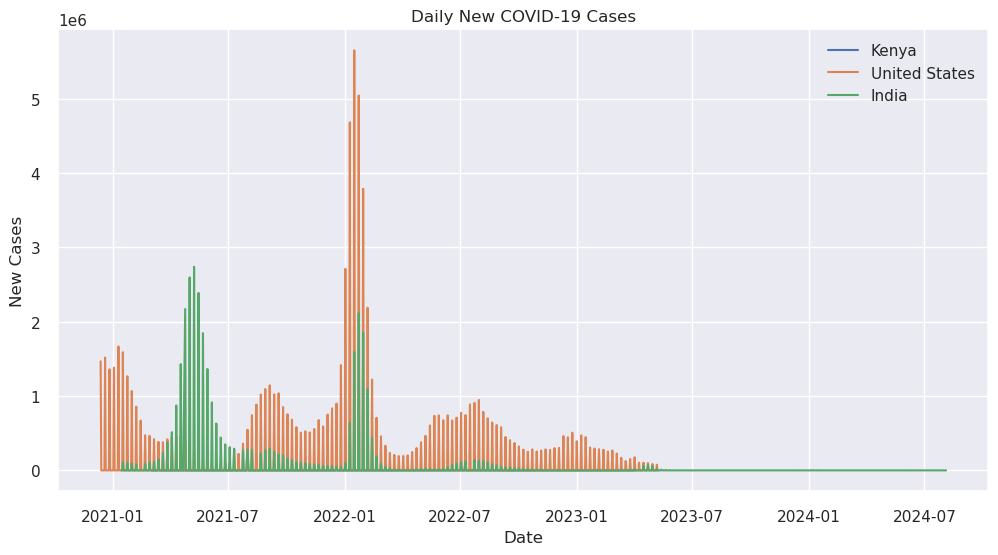 Daily New COVID-19 Cases
1e6
Kenya
United States
India
5
4
3
2
1
0
New Cases
2021-01 2021-07 2022-01 2022-07 2023-01 2023-07 2024-01 2024-07
Date